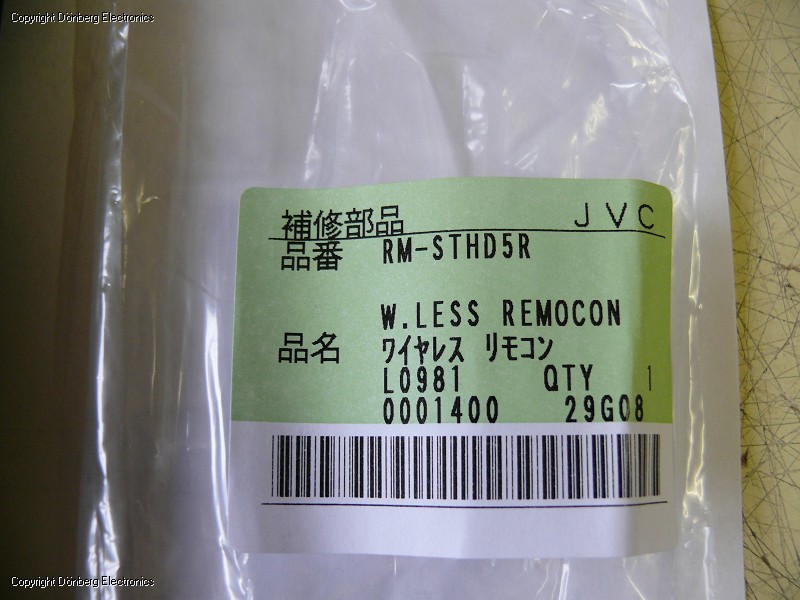 Copyright Dönberg Electronics
補修部品 JVC
品番 RM-STHD5R
W.LESS REMOCON
品名 ﾜｲﾔﾚｽ ﾘﾓｺﾝ
L0981 QTY 1
0001400 29G08
Copyright Dönberg Electronics